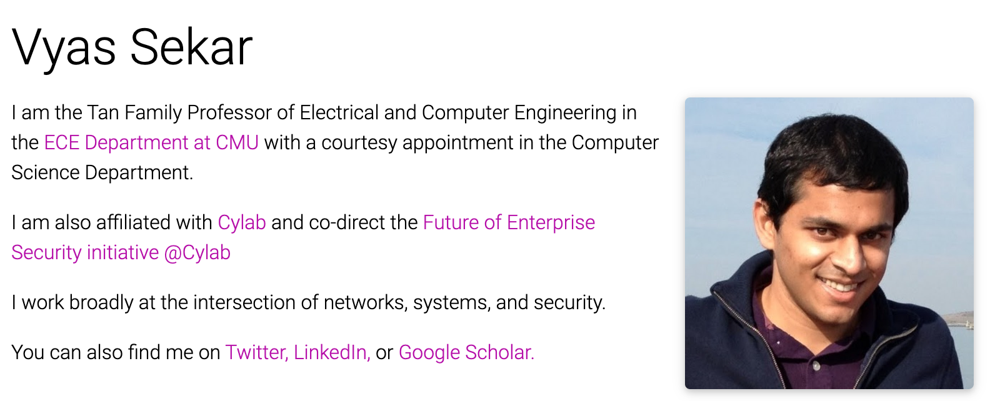 Vyas Sekar
I am the Tan Family Professor of Electrical and Computer Engineering in
the ECE Department at CMU with a courtesy appointment in the Computer
Science Department.
I am also affiliated with Cylab and co-direct the Future of Enterprise
Security initiative @Cylab
I work broadly at the intersection of networks, systems, and security.
You can also find me on Twitter, LinkedIn, or Google Scholar.